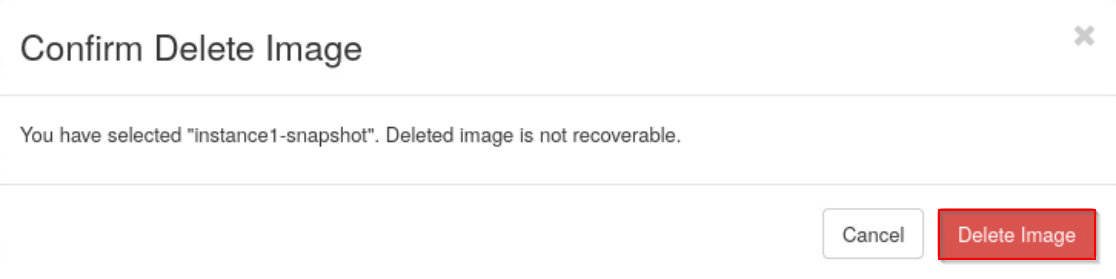 Confirm Delete Image
You have selected "instance1-snapshot". Deleted image is not recoverable.
Cancel
Delete Image